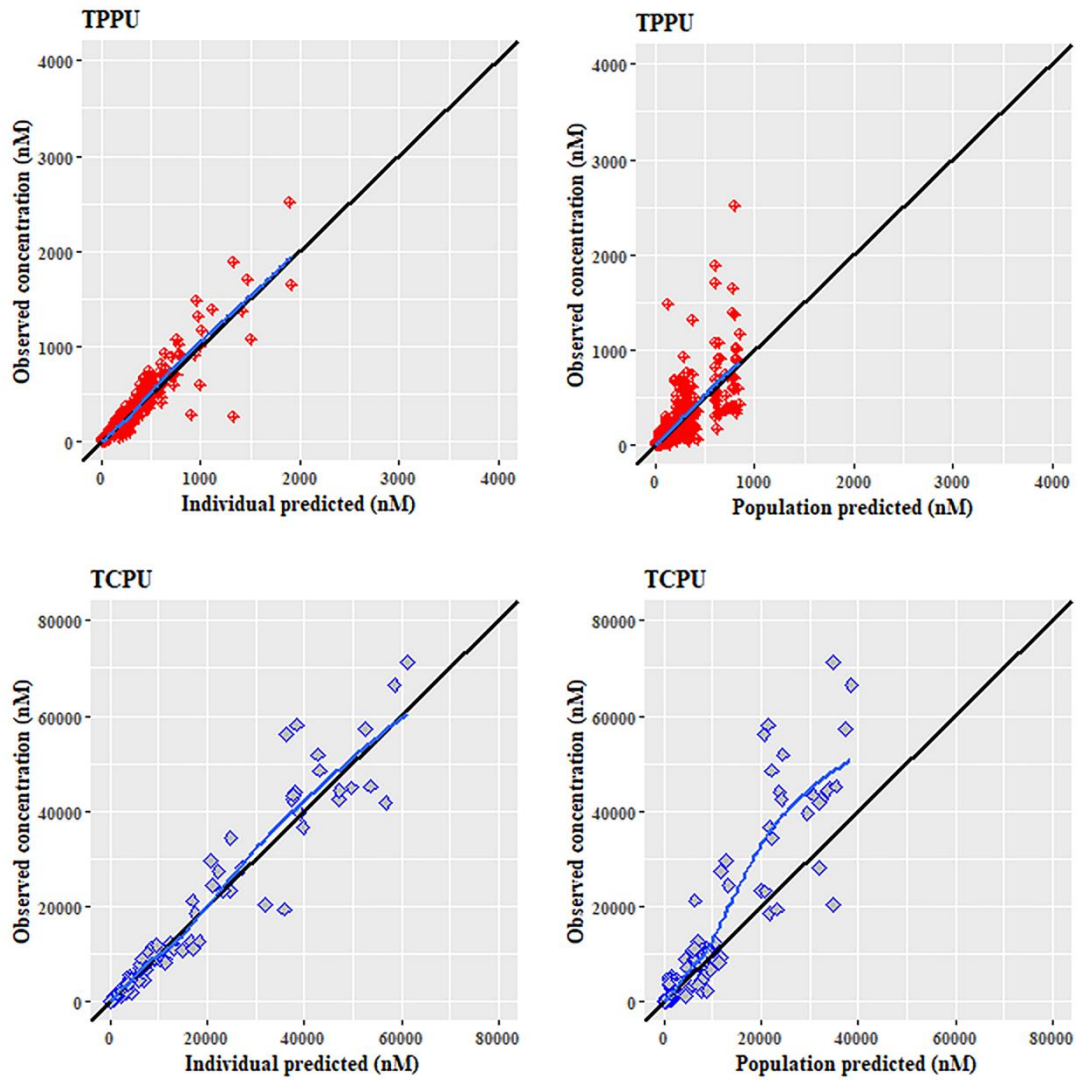 TPPU
4000
3000
2000
1000
0
Observed concentration (nM)
0 1000 2000 3000 4000
Individual predicted (nM)
TPPU
4000
3000
2000
1000
0
Observed concentration (nM)
0 1000 2000 3000 4000
Population predicted (nM)
TCPU
80000
60000
40000
20000
0
Observed concentration (nM)
0 20000 40000 60000 80000
Individual predicted (nM)
TCPU
80000
60000
40000
20000
0
Observed concentration (nM)
0 20000 40000 60000 80000
Population predicted (nM)